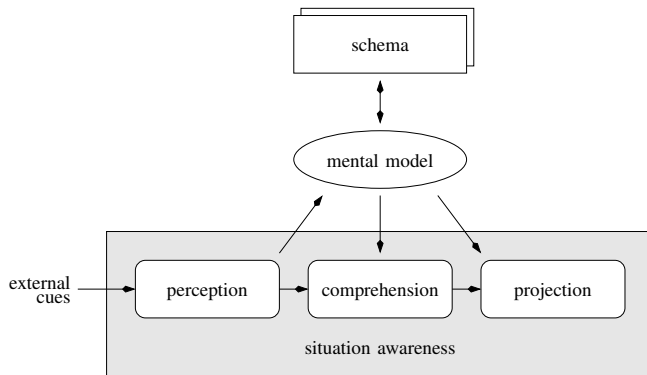 schema
mental model
external
cues
perception
comprehension
projection
situation awareness